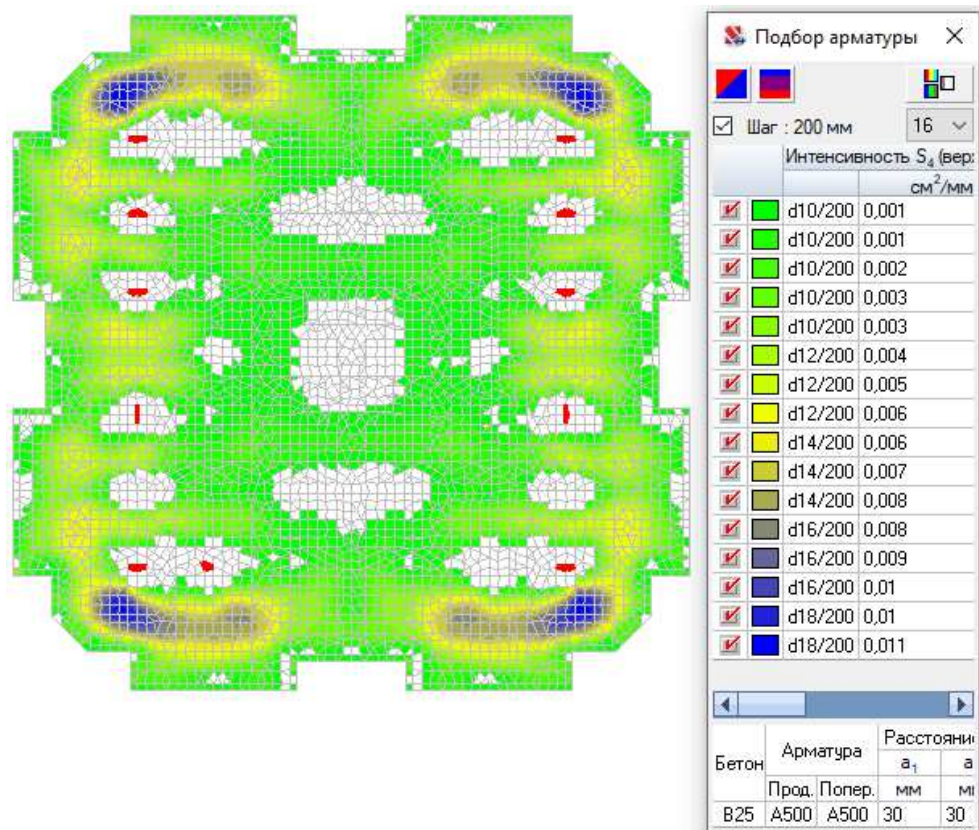 Подбор арматуры
Шаг : 200 мм 16
Интенсивность S4 (верх
см²/мм
d10/200 0,001
d10/200 0,001
d10/200 0,002
d10/200 0,003
d10/200 0,003
d12/200 0,004
d12/200 0,005
d12/200 0,006
d14/200 0,006
d14/200 0,007
d14/200 0,008
d16/200 0,008
d16/200 0,009
d16/200 0,01
d18/200 0,01
d18/200 0,011
Бетон Арматура Расстояни
a1 a
Прод. Попер. мм
B25 A500 A500 30 30